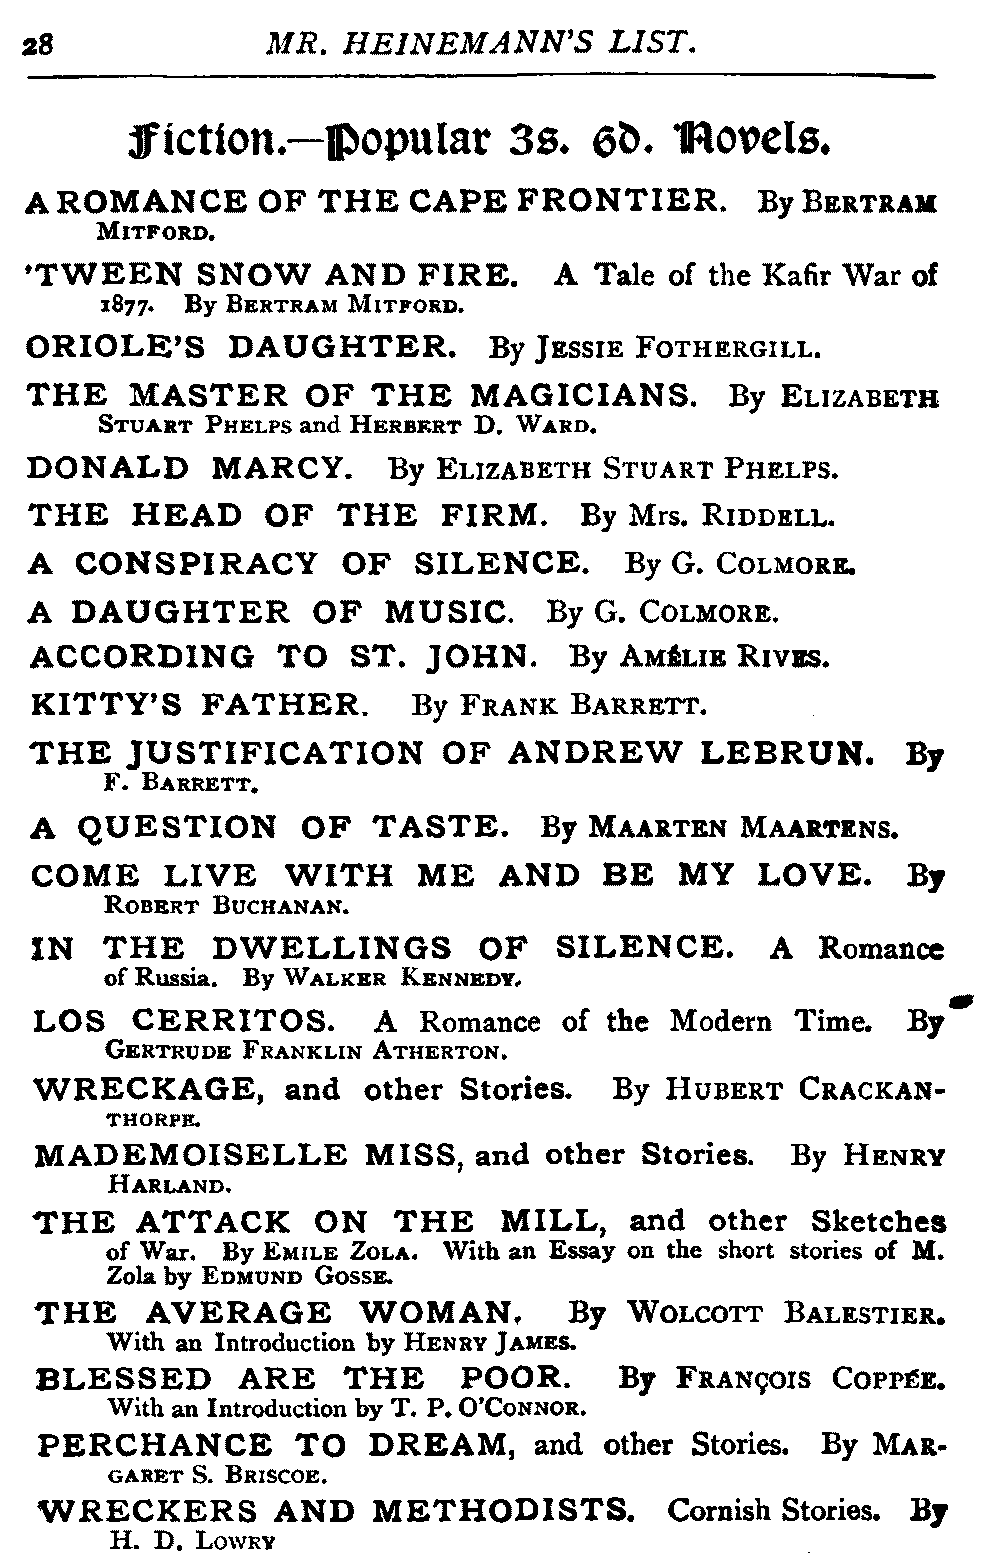 28 MR. HEINEMANN'S LIST.
Fiction.—Popular 3s. 6d. Novels.
A ROMANCE OF THE CAPE FRONTIER. By BERTRAM
MITFORD.
'TWEEN SNOW AND FIRE. A Tale of the Kafir War of
1877. By BERTRAM MITFORD.
ORIOLE'S DAUGHTER. By JESSIE FOTHERGILL.
THE MASTER OF THE MAGICIANS. By ELIZABETH
STUART PHELPS and HERBERT D. WARD.
DONALD MARCY. By ELIZABETH STUART PHELPS.
THE HEAD OF THE FIRM. By Mrs. RIDDELL.
A CONSPIRACY OF SILENCE. By G. COLMORE.
A DAUGHTER OF MUSIC. By G. COLMORE.
ACCORDING TO ST. JOHN. By AMÉLIE RIVES.
KITTY'S FATHER. By FRANK BARRETT.
THE JUSTIFICATION OF ANDREW LEBRUN. By
F. BARRETT.
A QUESTION OF TASTE. By MAARTEN MAARTENS.
COME LIVE WITH ME AND BE MY LOVE. By
ROBERT BUCHANAN.
IN THE DWELLINGS OF SILENCE. A Romance
of Russia. By WALKER KENNEDY.
LOS CERRITOS. A Romance of the Modern Time. By
GERTRUDE FRANKLIN ATHERTON.
WRECKAGE, and other Stories. By HUBERT CRACKAN-
THORPE.
MADEMOISELLE MISS, and other Stories. By HENRY
HARLAND.
THE ATTACK ON THE MILL, and other Sketches
of War. By EMILE ZOLA. With an Essay on the short stories of M.
Zola by EDMUND GOSSE.
THE AVERAGE WOMAN. By WOLCOTT BALESTIER.
With an Introduction by HENRY JAMES.
BLESSED ARE THE POOR. By FRANÇOIS COPPÉE.
With an Introduction by T. P. O'CONNOR.
PERCHANCE TO DREAM, and other Stories. By MAR-
GARET S. BRISCOE.
WRECKERS AND METHODISTS. Cornish Stories. By
H. D. LOWRY